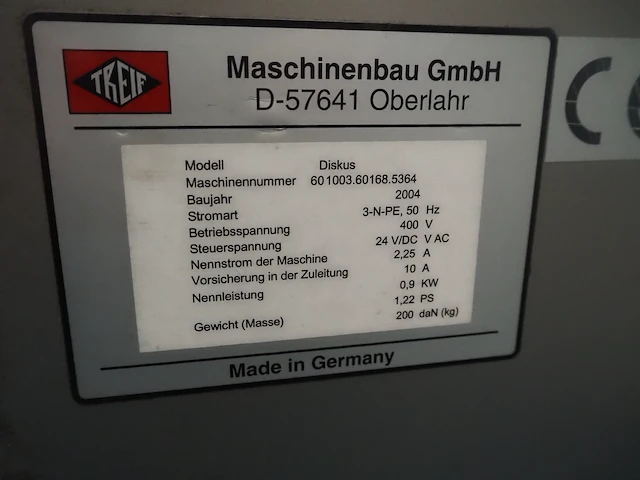 TREIF
Maschinenbau GmbH
D-57641 Oberlahr
CE
Modell Diskus
Maschinennummer 601003.60168.5364
Baujahr 2004
Stromart 3-N-PE, 50 Hz
Betriebsspannung 400 V
Steuerspannung 24 V/DC V AC
Nennstrom der Maschine 2,25 A
Vorsicherung in der Zuleitung 10 A
Nennleistung 0,9 KW
1,22 PS
Gewicht (Masse) 200 daN (kg)
Made in Germany